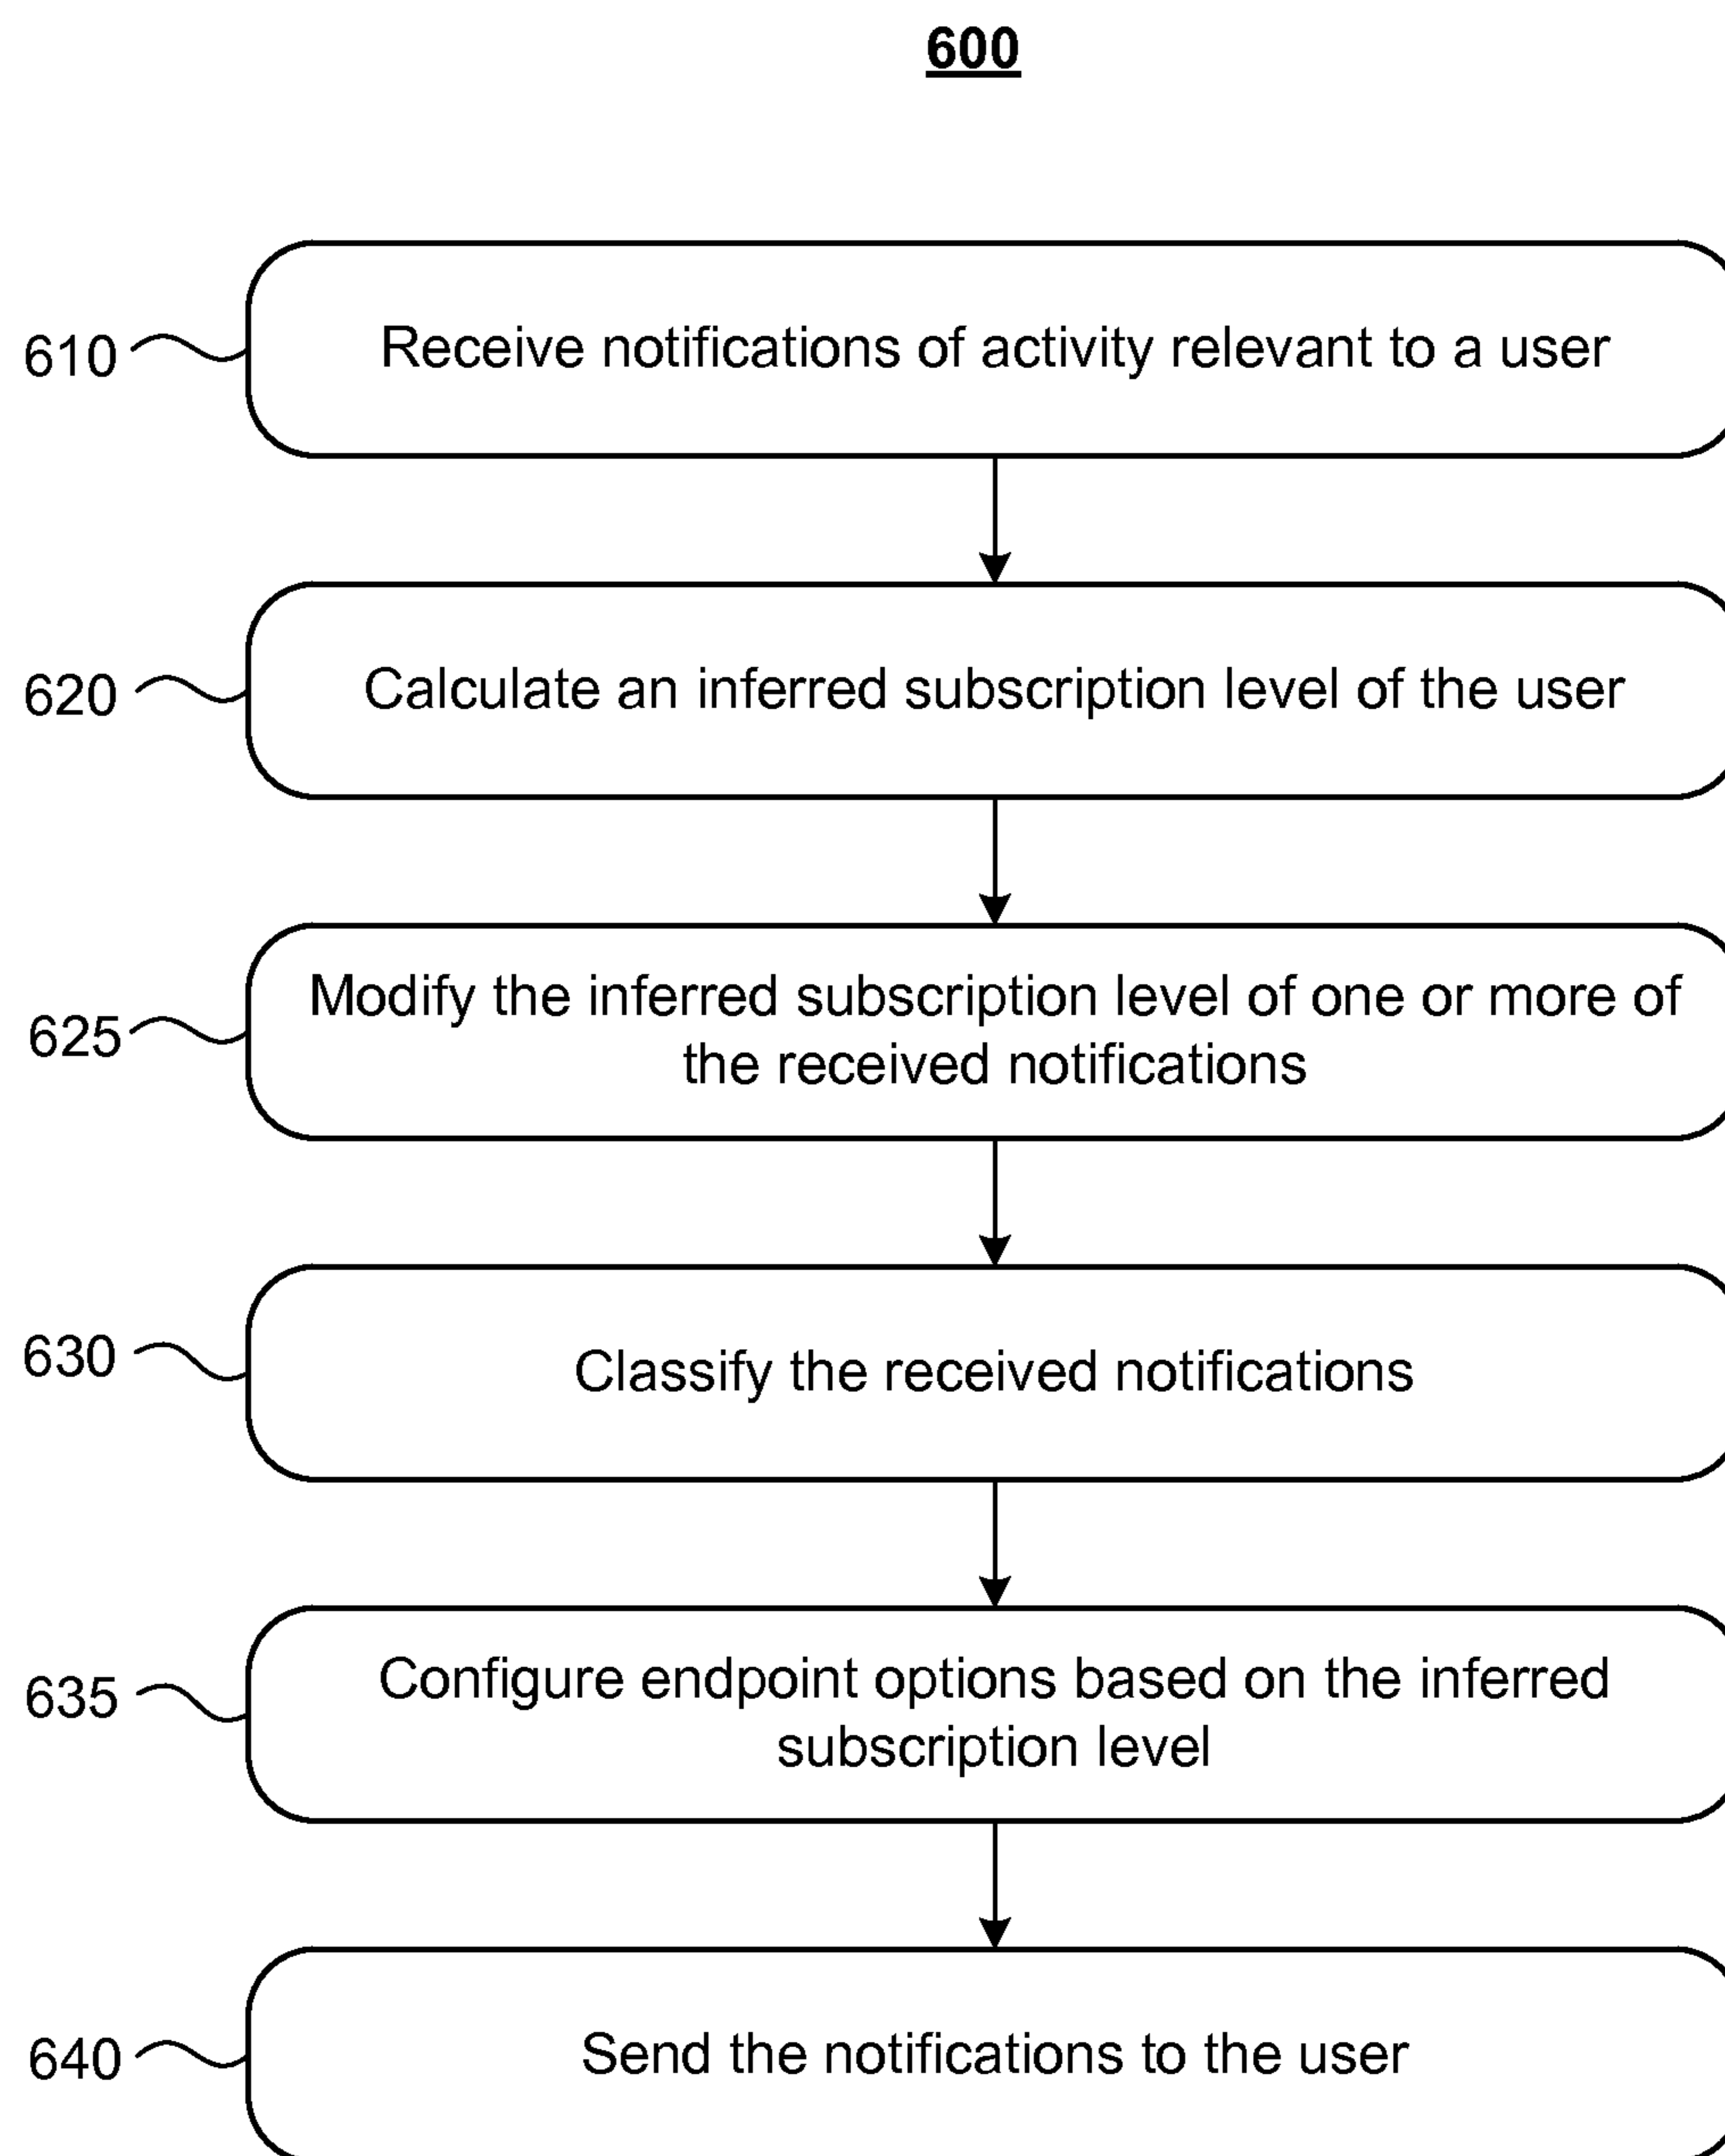 600
610
Receive notifications of activity relevant to a user
620
Calculate an inferred subscription level of the user
625
Modify the inferred subscription level of one or more of
the received notifications
630
Classify the received notifications
635
Configure endpoint options based on the inferred
subscription level
640
Send the notifications to the user